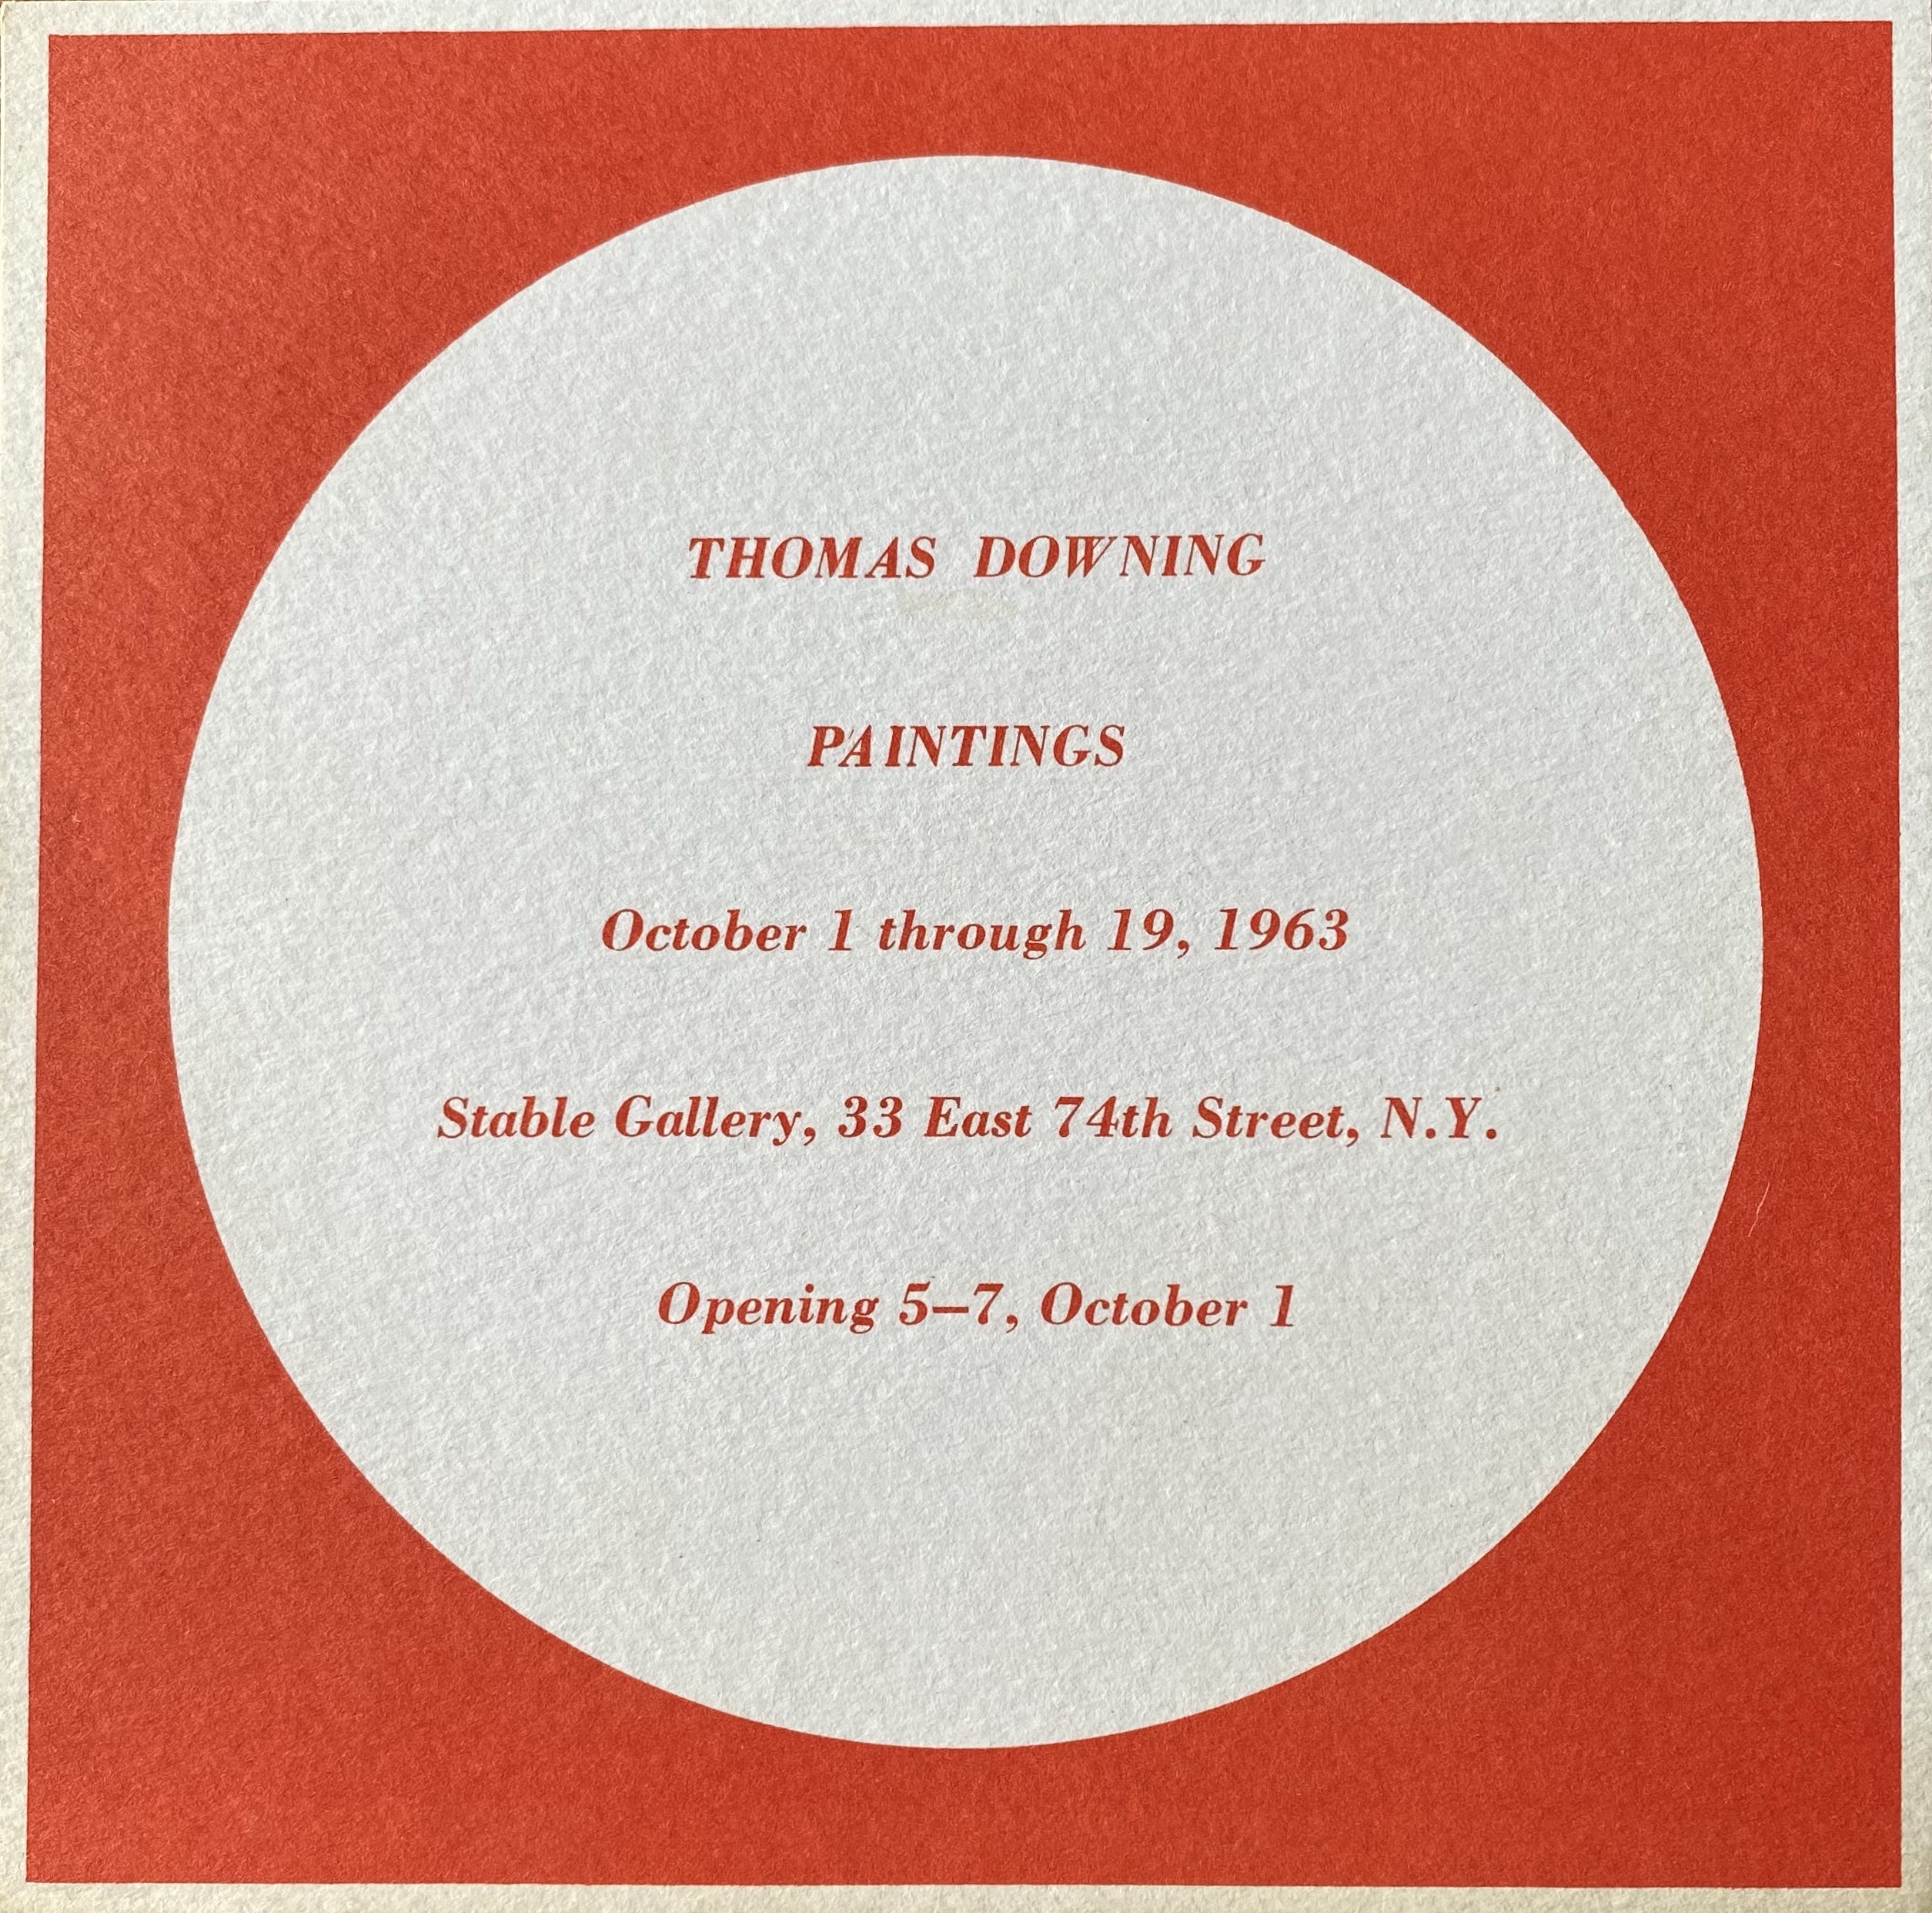 THOMAS DOWNING
PAINTINGS
October 1 through 19, 1963
Stable Gallery, 33 East 74th Street, N.Y.
Opening 5–7, October 1